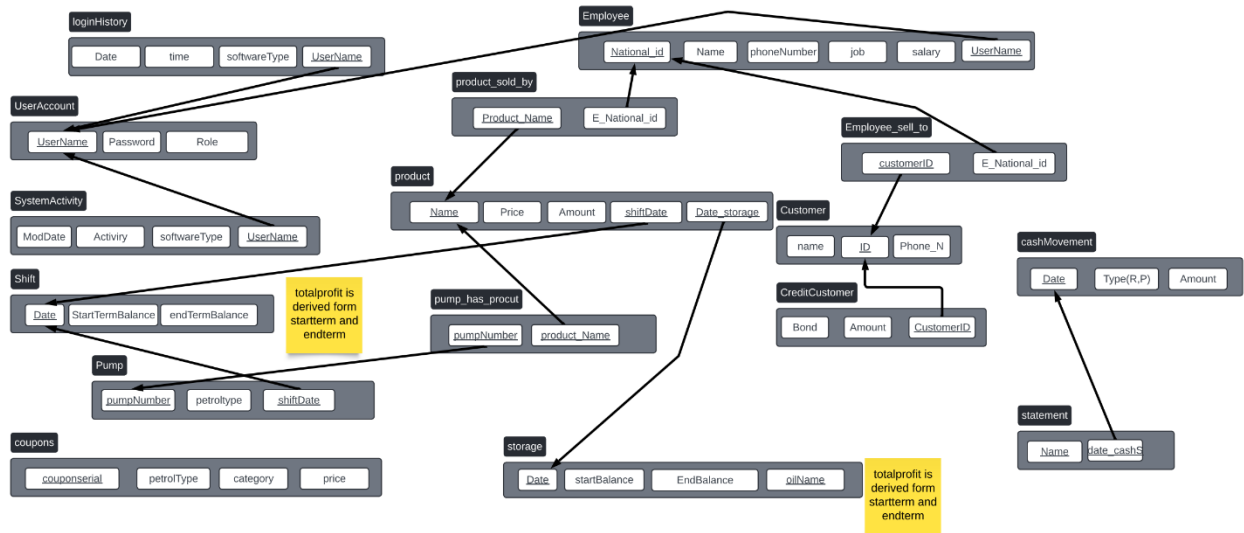 loginHistory
Date time softwareType UserName
Employee
National_id Name phoneNumber job salary UserName
product_sold_by
Product_Name E_National_id
UserAccount
UserName Password Role
Employee_sell_to
customerID E_National_id
product
Name Price Amount shiftDate Date_storage
SystemActivity
ModDate Activiry softwareType UserName
Customer
name ID Phone_N
cashMovement
Date Type(R,P) Amount
Shift
Date StartTermBalance endTermBalance
totalprofit is
derived form
startterm and
endterm
pump_has_procut
pumpNumber product_Name
CreditCustomer
Bond Amount CustomerID
Pump
pumpNumber petroltype shiftDate
statement
Name date_cashS
coupons
couponserial petrolType category price
storage
Date startBalance EndBalance oilName
totalprofit is
derived form
startterm and
endterm